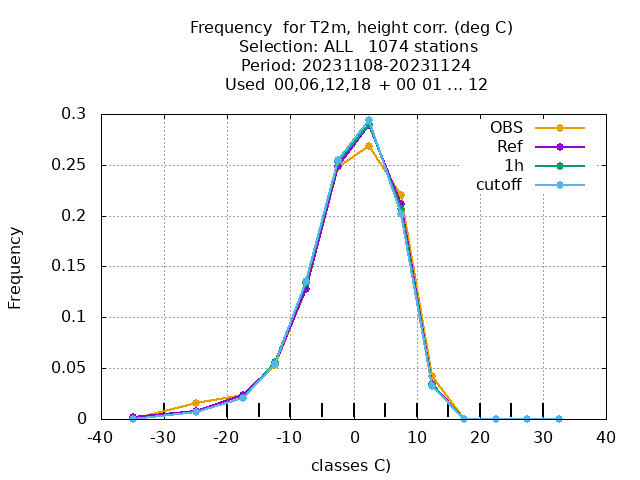 Frequency  for T2m, height corr. (deg C)
Selection: ALL   1074 stations
Period: 20231108-20231124
Used  00,06,12,18  + 00 01 ... 12
0.3
0.25
0.2
0.15
0.1
0.05
0
Frequency
OBS
Ref
1h
cutoff
-40
-30
-20
-10
0
10
20
30
40
classes C)